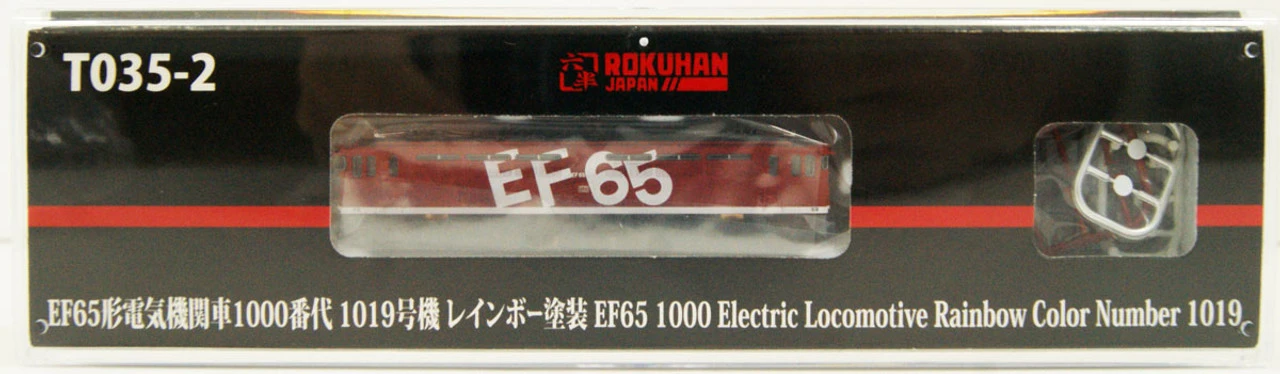 T035-2
六半
ROKUHAN
JAPAN
EF65
EF65形電気機関車1000番代 1019号機 レインボー塗装 EF65 1000 Electric Locomotive Rainbow Color Number 1019